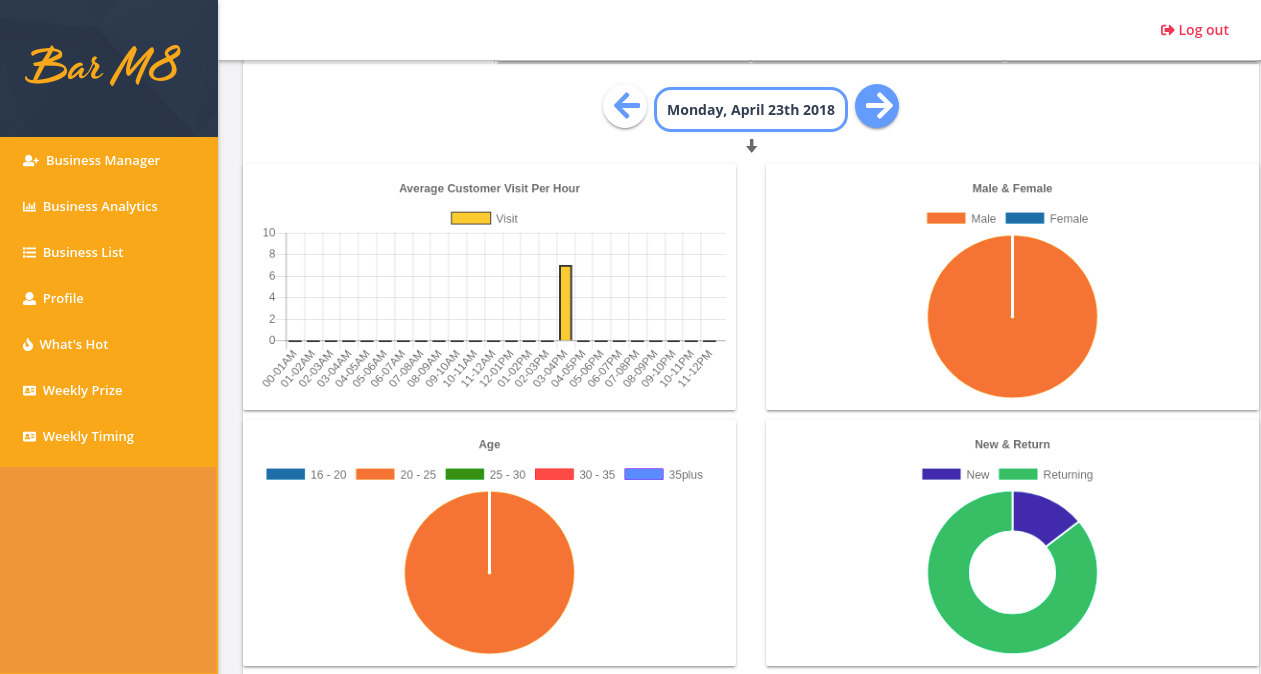 Bar M8
Log out
Business Manager
Business Analytics
Business List
Profile
What's Hot
Weekly Prize
Weekly Timing
Monday, April 23th 2018
Average Customer Visit Per Hour
Visit
10
8
6
4
2
0
00-01AM
01-02AM
02-03AM
03-04AM
04-05AM
05-06AM
06-07AM
07-08AM
08-09AM
09-10AM
10-11AM
11-12AM
12-01PM
01-02PM
02-03PM
03-04PM
04-05PM
05-06PM
06-07PM
07-08PM
08-09PM
09-10PM
10-11PM
11-12PM
Male & Female
Male Female
Age
16 - 20 20 - 25 25 - 30 30 - 35 35plus
New & Return
New Returning